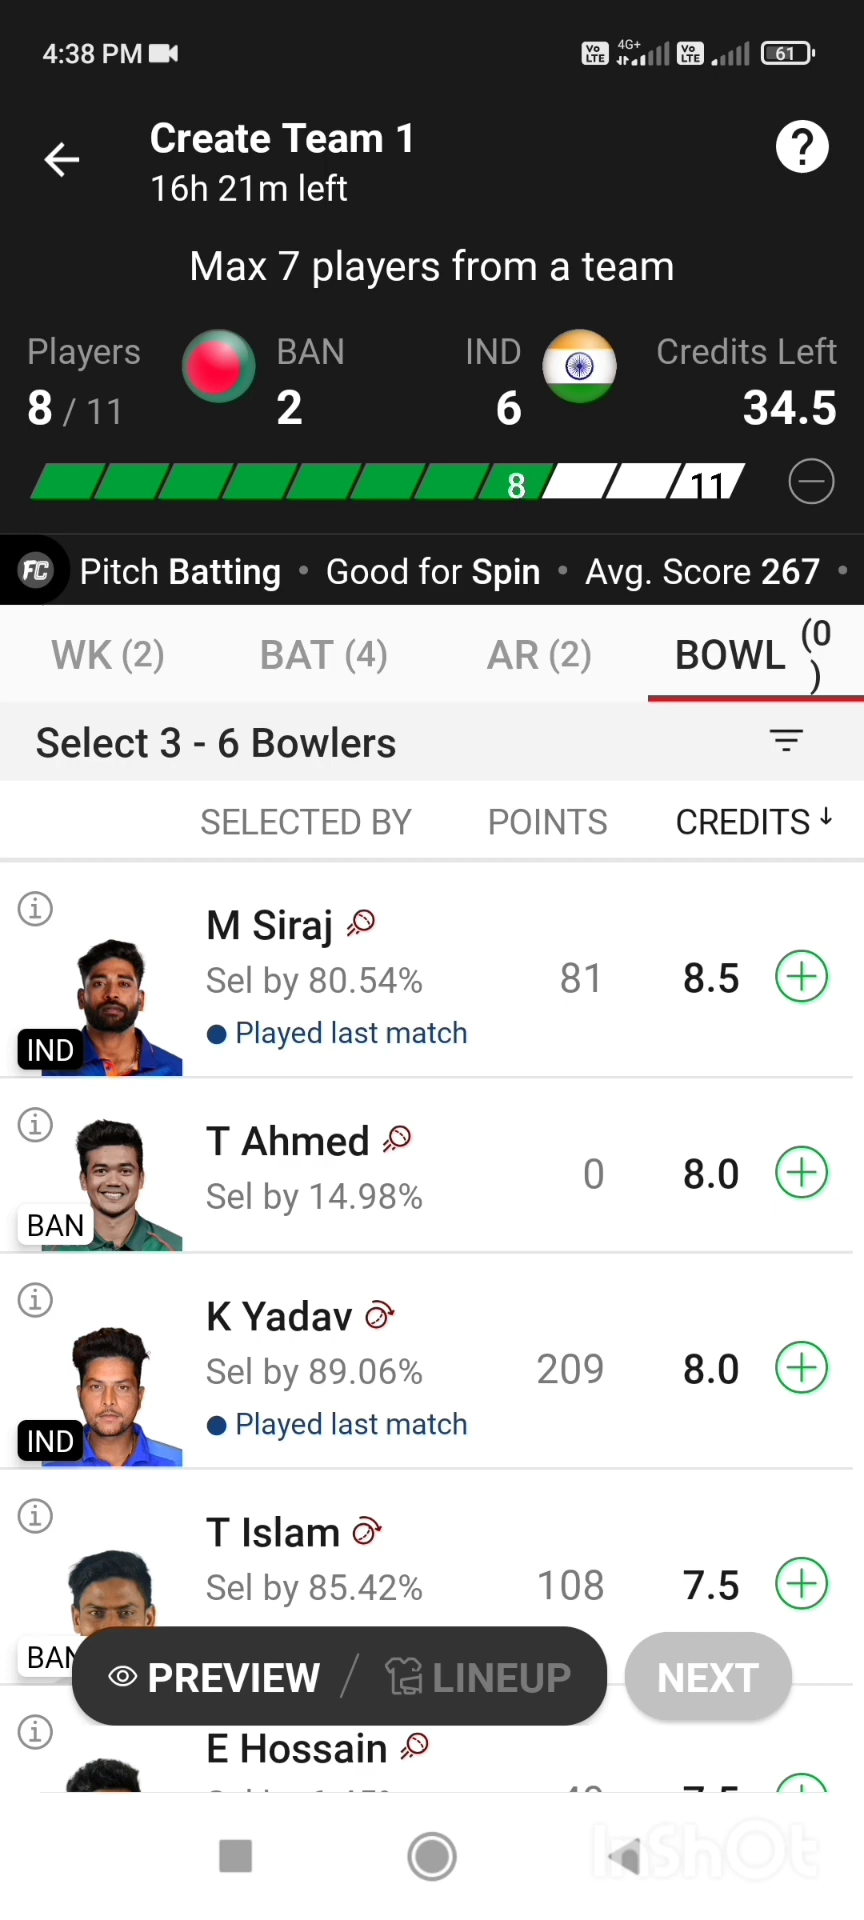 4:38 PM
Vo LTE 4G+ Vo LTE 61
Create Team 1
16h 21m left
?
Max 7 players from a team
Players BAN IND Credits Left
8 / 11 2 6 34.5
8 11
FC Pitch Batting • Good for Spin • Avg. Score 267 •
WK (2) BAT (4) AR (2) BOWL (0)
Select 3 - 6 Bowlers
SELECTED BY POINTS CREDITS ↓
M Siraj
Sel by 80.54% 81 8.5
Played last match
IND
T Ahmed
Sel by 14.98% 0 8.0
BAN
K Yadav
Sel by 89.06% 209 8.0
Played last match
IND
T Islam
Sel by 85.42% 108 7.5
BAN
PREVIEW / LINEUP NEXT
E Hossain
InShOt